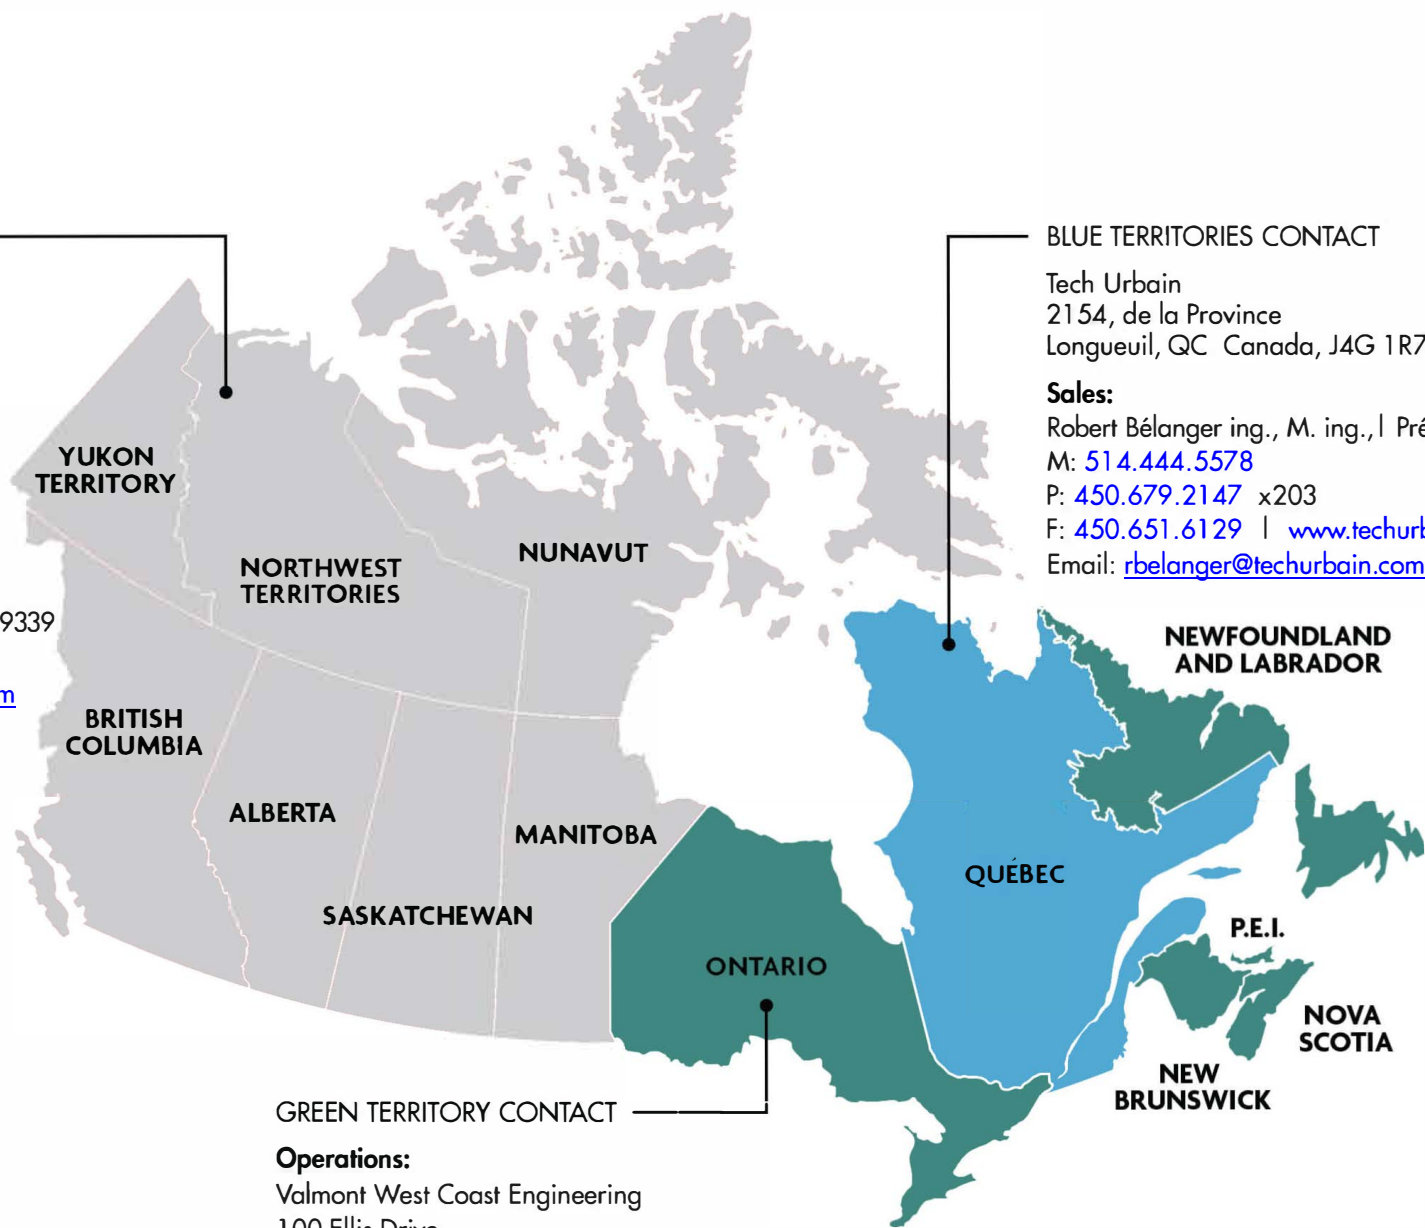 BLUE TERRITORIES CONTACT
Tech Urbain
2154, de la Province
Longueuil, QC Canada, J4G 1R7
Sales:
Robert Bélanger ing., M. ing.,|
M: 514.444.5578
P: 450.679.2147 x203
F: 450.651.6129 |
Email: rbelanger@techurbain.com
YUKON
TERRITORY
NORTHWEST
TERRITORIES
NUNAVUT
9339
BRITISH
COLUMBIA
ALBERTA
SASKATCHEWAN
MANITOBA
ONTARIO
QUÉBEC
NEWFOUNDLAND
AND LABRADOR
P.E.I.
NOVA
SCOTIA
NEW
BRUNSWICK
GREEN TERRITORY CONTACT
Operations:
Valmont West Coast Engineering
100 Ellis Drive